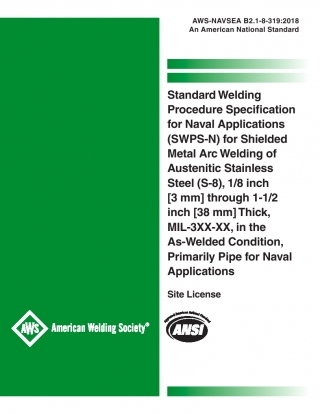 AWS-NAVSEA B2.1-8-319:2018
An American National Standard
Standard Welding
Procedure Specification
for Naval Applications
(SWPS-N) for Shielded
Metal Arc Welding of
Austenitic Stainless
Steel (S-8), 1/8 inch
[3 mm] through 1-1/2
inch [38 mm] Thick,
MIL-3XX-XX, in the
As-Welded Condition,
Primarily Pipe for Naval
Applications
Site License
AWS American Welding Society®
ANSI